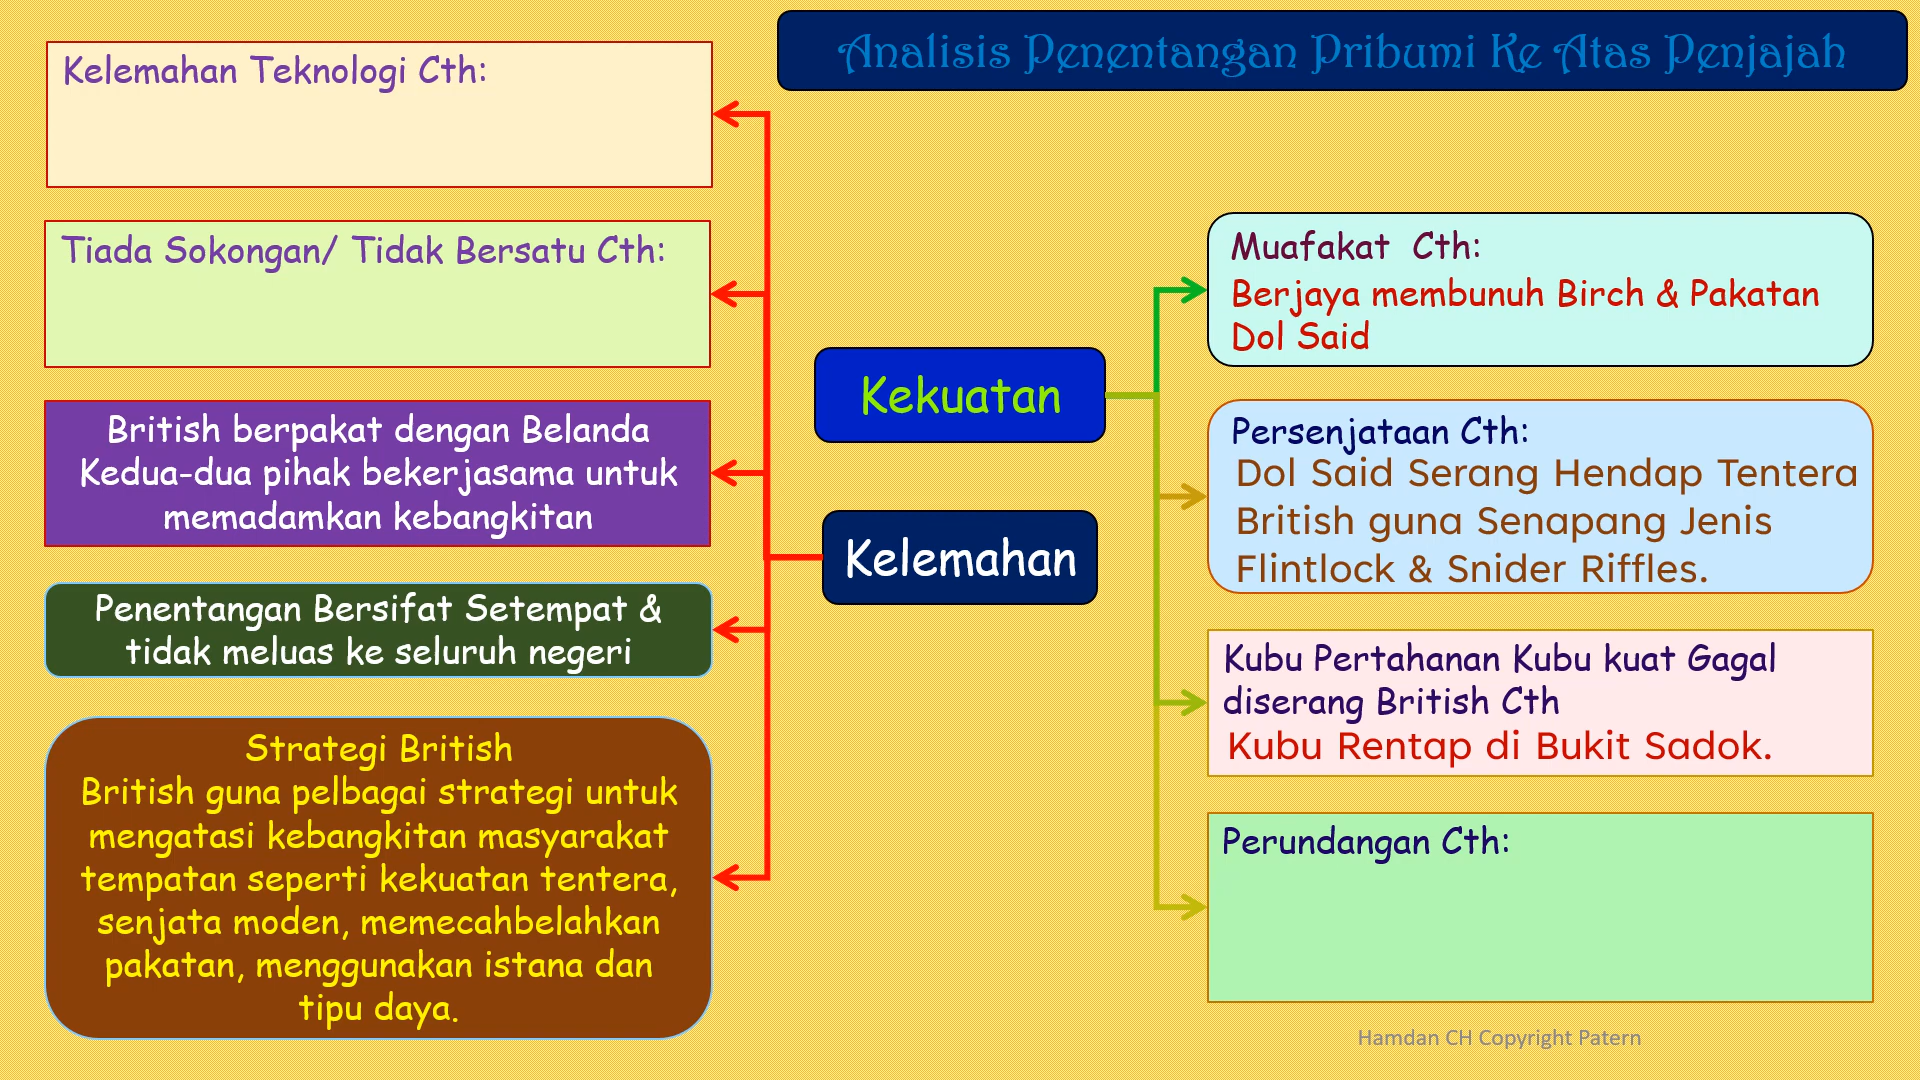 Analisis Penentangan Pribumi Ke Atas Penjajah
Kelemahan Teknologi Cth:
Tiada Sokongan/ Tidak Bersatu Cth:
British berpakat dengan Belanda
Kedua-dua pihak bekerjasama untuk
memadamkan kebangkitan
Penentangan Bersifat Setempat &
tidak meluas ke seluruh negeri
Strategi British
British guna pelbagai strategi untuk
mengatasi kebangkitan masyarakat
tempatan seperti kekuatan tentera,
senjata moden, memecahbelahkan
pakatan, menggunakan istana dan
tipu daya.
Kekuatan
Kelemahan
Muafakat  Cth:
Berjaya membunuh Birch & Pakatan
Dol Said
Persenjataan Cth:
Dol Said Serang Hendap Tentera
British guna Senapang Jenis
Flintlock & Snider Riffles.
Kubu Pertahanan Kubu kuat Gagal
diserang British Cth
Kubu Rentap di Bukit Sadok.
Perundangan Cth:
Hamdan CH Copyright Patern